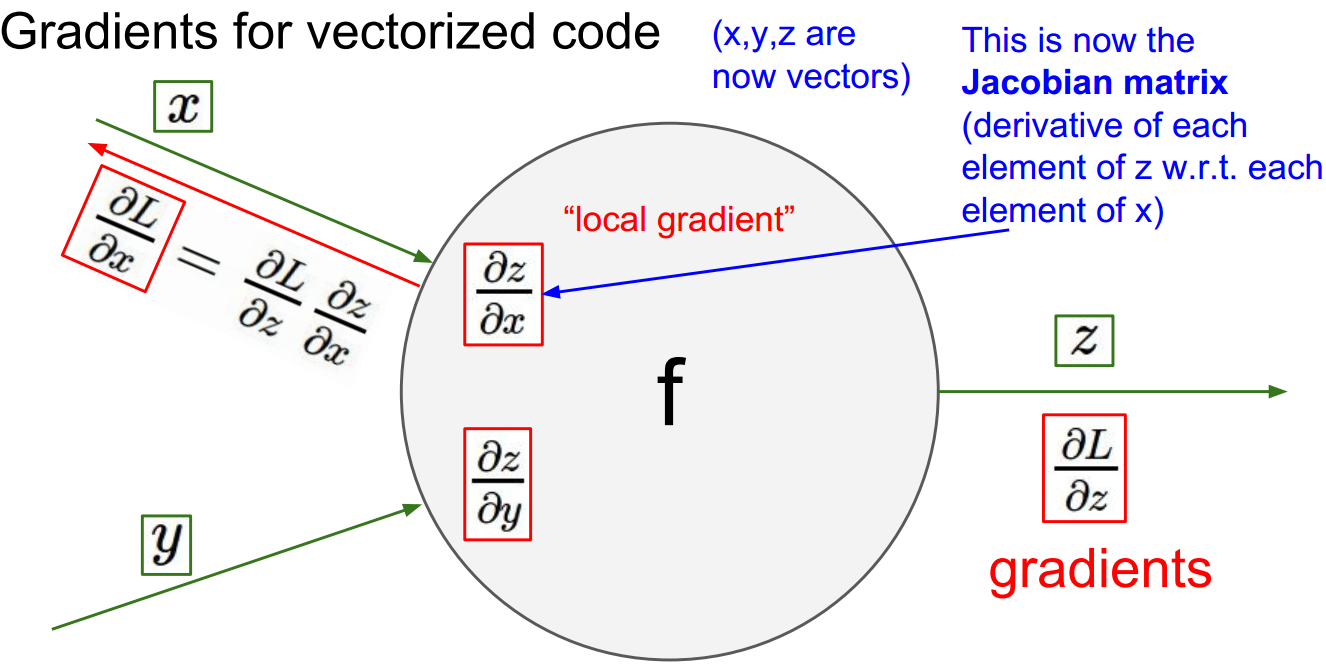 Gradients for vectorized code
(x,y,z are
now vectors)
This is now the
Jacobian matrix
(derivative of each
element of z w.r.t. each
element of x)
x
∂L/∂x = ∂L/∂z ∂z/∂x
“local gradient”
∂z/∂x
f
z
∂L/∂z
∂z/∂y
y
gradients